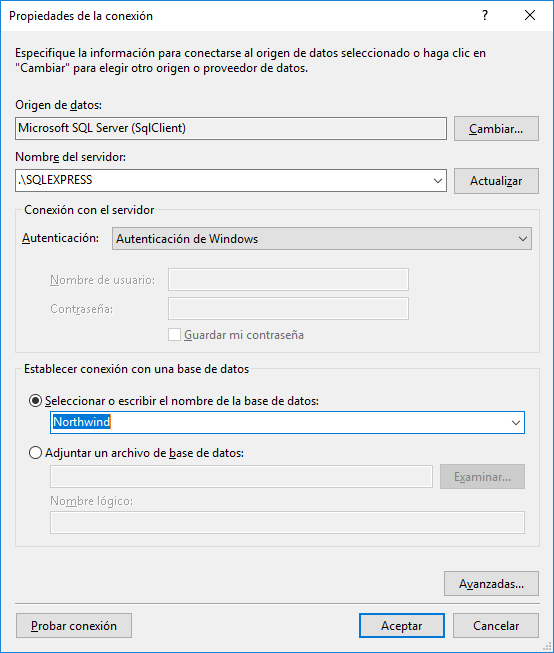 Propiedades de la conexión
Especifique la información para conectarse al origen de datos seleccionado o haga clic en
"Cambiar" para elegir otro origen o proveedor de datos.
Origen de datos:
Microsoft SQL Server (SqlClient)
Cambiar...
Nombre del servidor:
.\SQLEXPRESS
Actualizar
Conexión con el servidor
Autenticación:
Autenticación de Windows
Nombre de usuario:
Contraseña:
Guardar mi contraseña
Establecer conexión con una base de datos
Seleccionar o escribir el nombre de la base de datos:
Northwind
Adjuntar un archivo de base de datos:
Examinar...
Nombre lógico:
Avanzadas...
Probar conexión
Aceptar
Cancelar